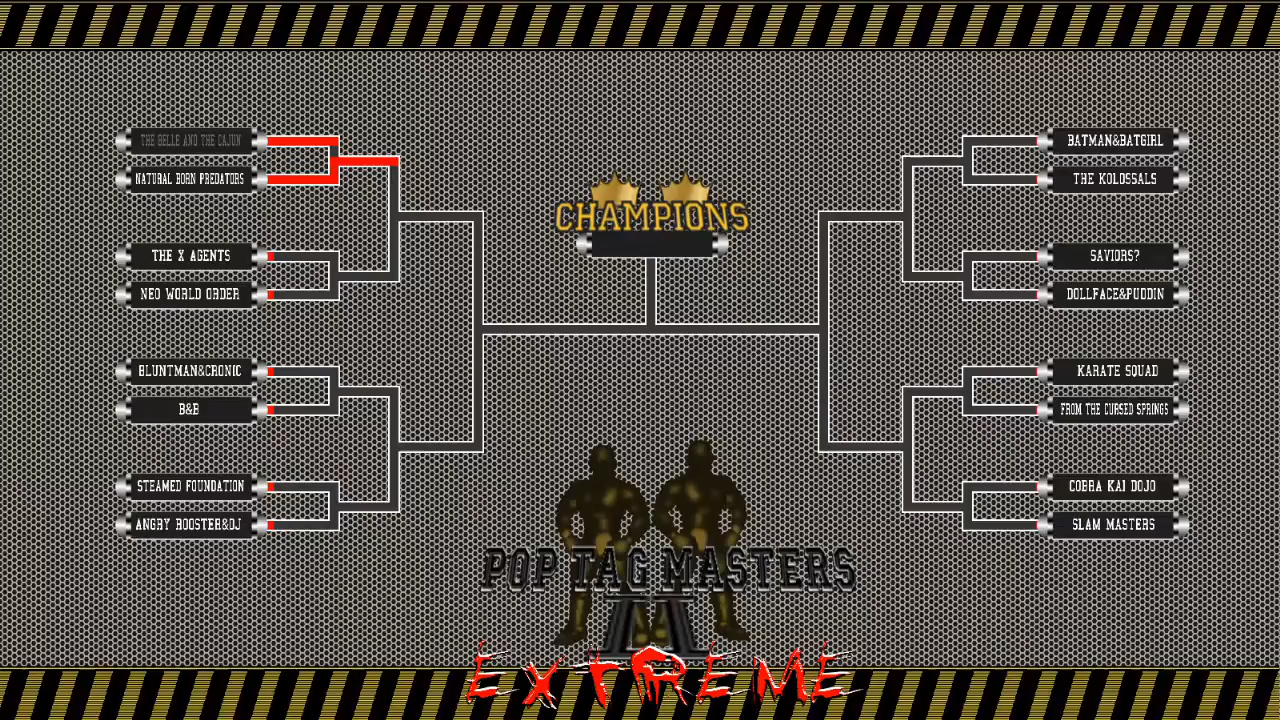 THE BELLE AND THE CAJUN
NATURAL BORN PREDATORS
THE X AGENTS
NEO WORLD ORDER
BLUNTMAN&CRONIC
B&B
STEAMED FOUNDATION
ANGRY ROOSTER&DJ
CHAMPIONS
BATMAN&BATGIRL
THE KOLOSSALS
SAVIORS?
DOLLFACE&PUDDIN
KARATE SQUAD
FROM THE CURSED SPRINGS
COBRA KAI DOJO
SLAM MASTERS
POP TAG MASTERS
II
EXTREME